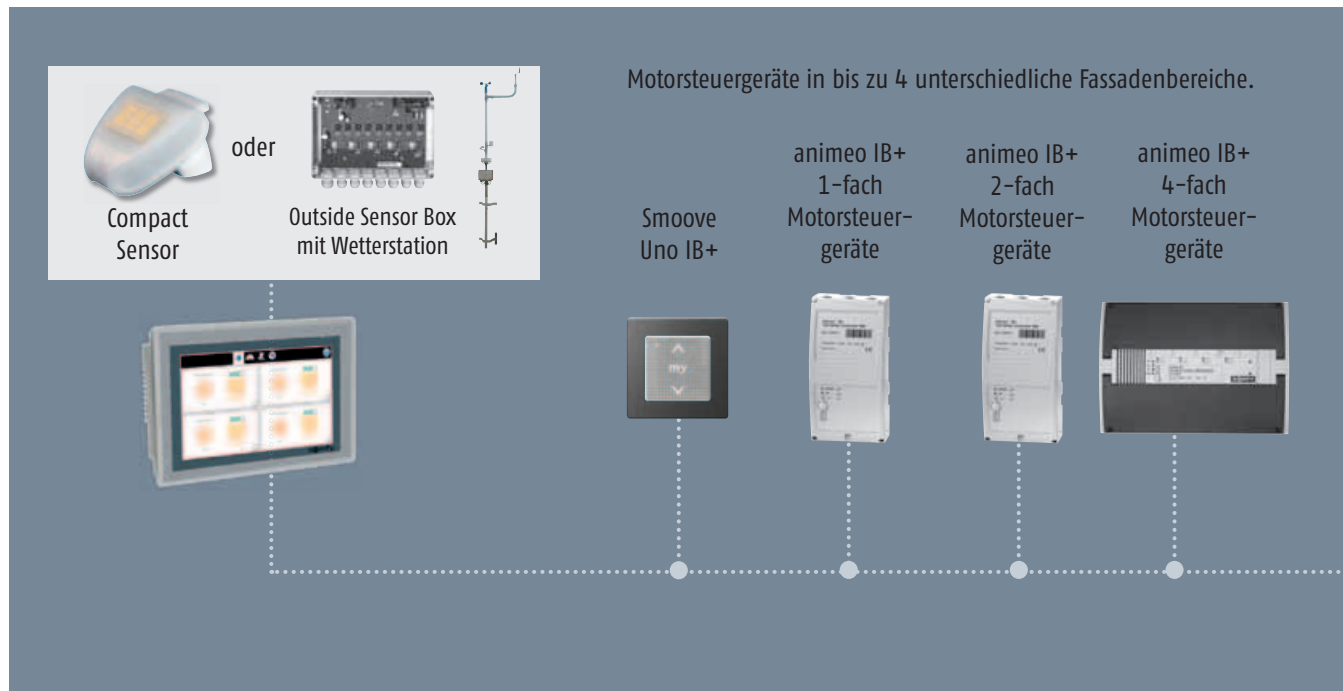 Motorsteuergeräte in bis zu 4 unterschiedliche Fassadenbereiche.
oder
Compact
Sensor
Outside Sensor Box
mit Wetterstation
Smoove
Uno IB+
animeo IB+
1-fach
Motorsteuer-
geräte
animeo IB+
2-fach
Motorsteuer-
geräte
animeo IB+
4-fach
Motorsteuer-
geräte
my